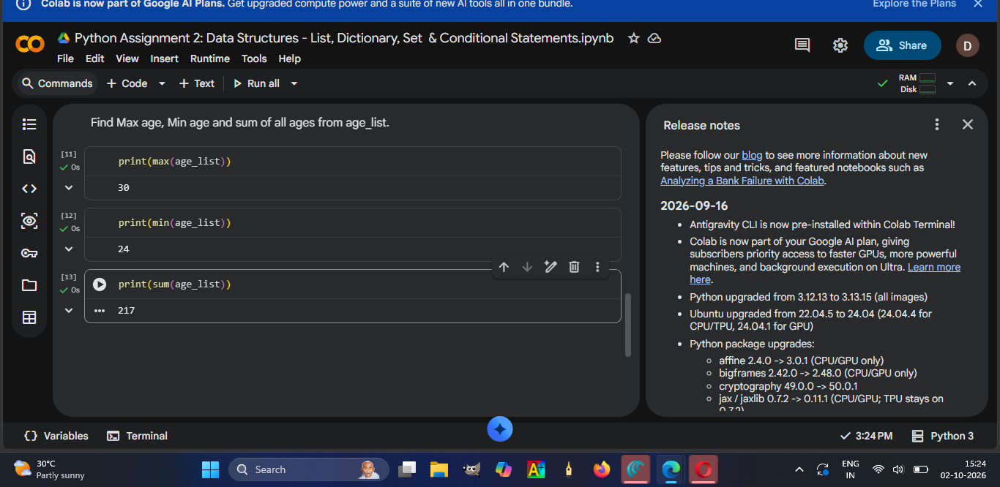 Colab is now part of Google AI Plans. Get upgraded compute power and a suite of new AI tools all in one bundle.
Explore the Plans
Python Assignment 2: Data Structures - List, Dictionary, Set & Conditional Statements.ipynb
Share
D
File Edit View Insert Runtime Tools Help
Commands + Code + Text Run all
RAM
Disk
Find Max age, Min age and sum of all ages from age_list.
[11]
0s
print(max(age_list))
30
[12]
0s
print(min(age_list))
24
[13]
0s
print(sum(age_list))
217
Release notes
Please follow our blog to see more information about new
features, tips and tricks, and featured notebooks such as
Analyzing a Bank Failure with Colab.
2026-09-16
• Antigravity CLI is now pre-installed within Colab Terminal!
• Colab is now part of your Google AI plan, giving
subscribers priority access to faster GPUs, more powerful
machines, and background execution on Ultra. Learn more
here.
• Python upgraded from 3.12.13 to 3.13.15 (all images)
• Ubuntu upgraded from 22.04.5 to 24.04 (24.04.4 for
CPU/TPU, 24.04.1 for GPU)
• Python package upgrades:
◦ affine 2.4.0 -> 3.0.1 (CPU/GPU only)
◦ bigframes 2.42.0 -> 2.48.0 (CPU/GPU only)
◦ cryptography 49.0.0 -> 50.0.1
◦ jax / jaxlib 0.7.2 -> 0.11.1 (CPU/GPU; TPU stays on
0.7.2)
{} Variables Terminal
3:24 PM Python 3
30°C
Partly sunny
Search
ENG
IN
15:24
02-10-2026